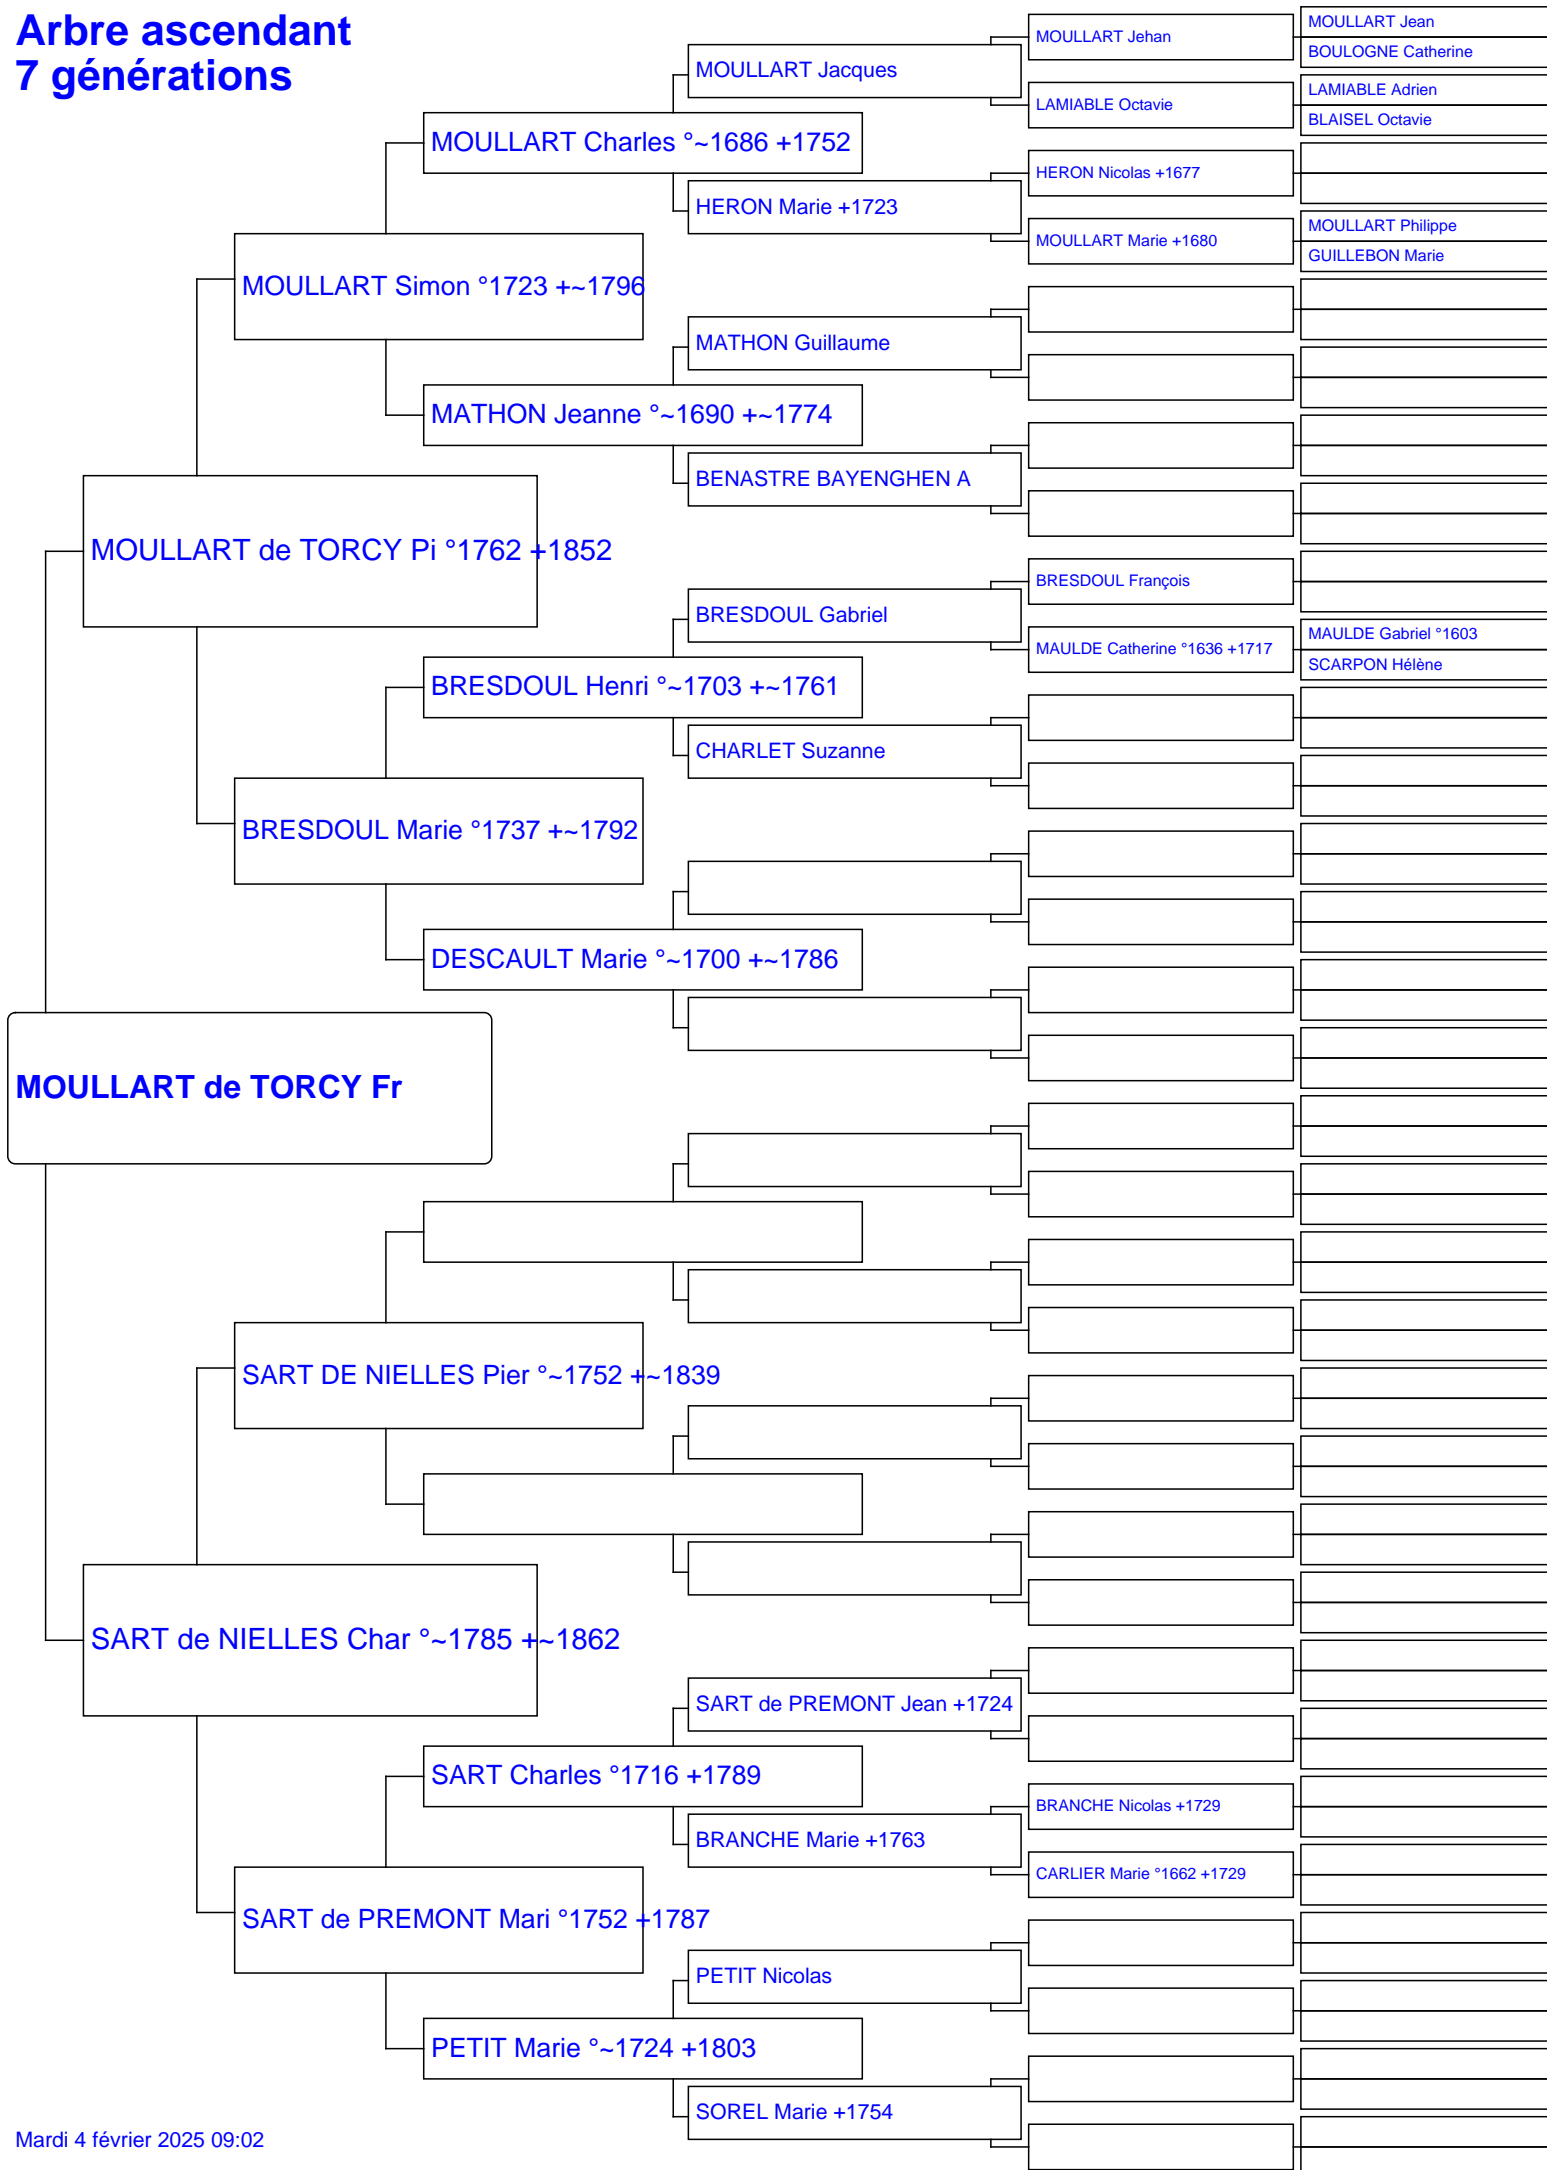 Arbre ascendant
7 générations
MOULLART Jean
MOULLART Jehan
BOULOGNE Catherine
MOULLART Jacques
LAMIABLE Adrien
LAMIABLE Octavie
BLAISEL Octavie
MOULLART Charles °~1686 +1752
HERON Nicolas +1677
HERON Marie +1723
MOULLART Philippe
MOULLART Marie +1680
GUILLEBON Marie
MOULLART Simon °1723 +~1796
MATHON Guillaume
MATHON Jeanne °~1690 +~1774
BENASTRE BAYENGHEN A
MOULLART de TORCY Pi °1762 +1852
BRESDOUL François
BRESDOUL Gabriel
MAULDE Gabriel °1603
MAULDE Catherine °1636 +1717
SCARPON Hélène
BRESDOUL Henri °~1703 +~1761
CHARLET Suzanne
BRESDOUL Marie °1737 +~1792
DESCAULT Marie °~1700 +~1786
MOULLART de TORCY Fr
SART DE NIELLES Pier °~1752 +~1839
SART de NIELLES Char °~1785 +~1862
SART de PREMONT Jean +1724
SART Charles °1716 +1789
BRANCHE Nicolas +1729
BRANCHE Marie +1763
CARLIER Marie °1662 +1729
SART de PREMONT Mari °1752 +1787
PETIT Nicolas
PETIT Marie °~1724 +1803
SOREL Marie +1754
Mardi 4 février 2025 09:02